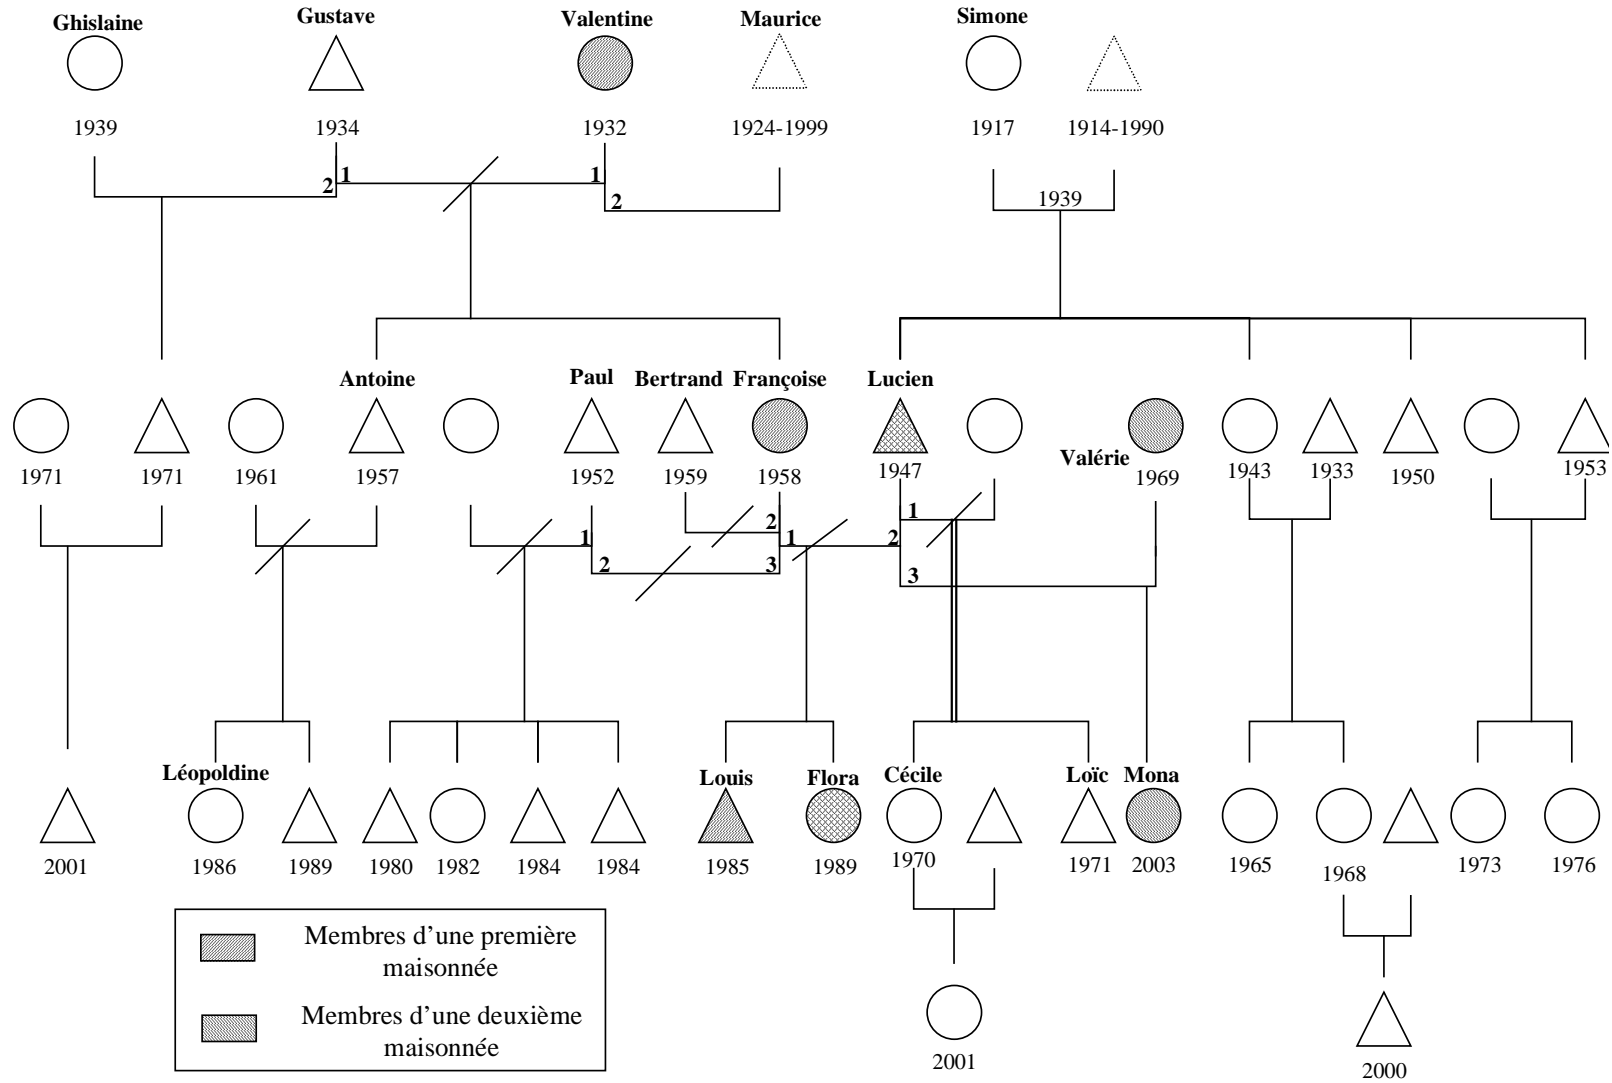 Ghislaine Gustave Valentine Maurice Simone
1939 1934 1932 1924-1999 1917 1914-1990
1 1
2 2 1939
Antoine Paul Bertrand Françoise Lucien
Valérie
1971 1971 1961 1957 1952 1959 1958 1947 1969 1943 1933 1950 1953
1
2
1 1 2
2 3 3
Léopoldine Louis Flora Cécile Loïc Mona
2001 1986 1989 1980 1982 1984 1984 1985 1989 1970 1971 2003 1965 1968 1973 1976
Membres d’une première
maisonnée
Membres d’une deuxième
maisonnée
2001 2000